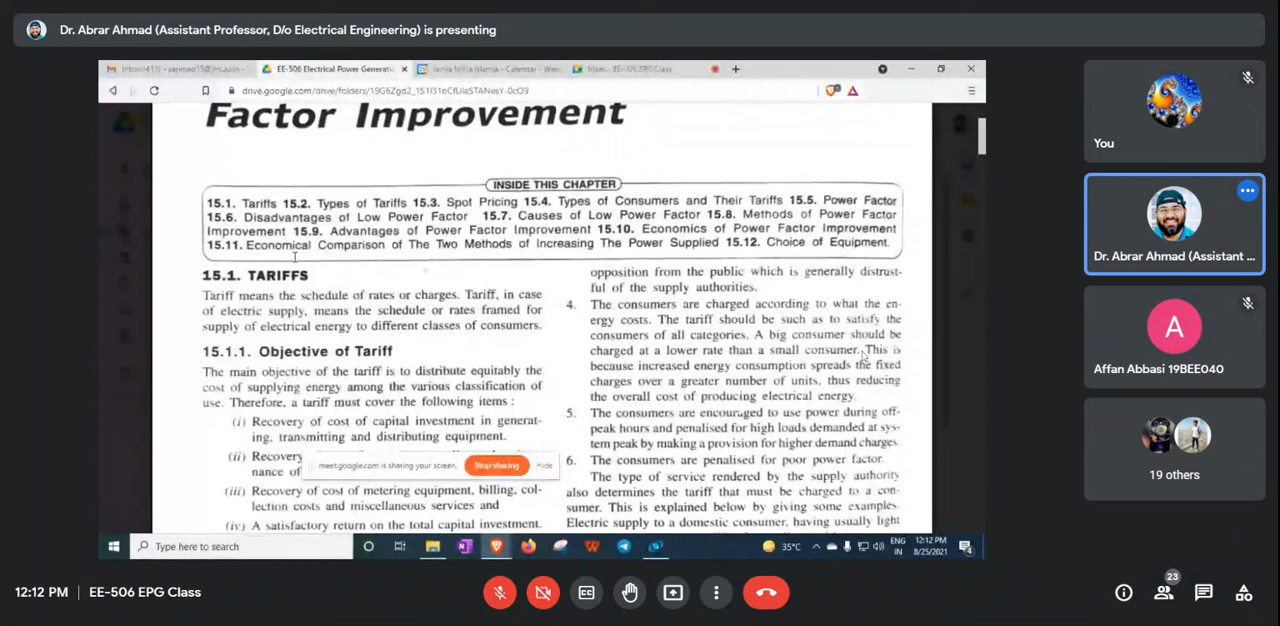 Dr. Abrar Ahmad (Assistant Professor, D/o Electrical Engineering) is presenting
EE-506 Electrical Power Generati
drive.google.com/drive/folders/
Factor Improvement
INSIDE THIS CHAPTER
15.1. Tariffs 15.2. Types of Tariffs 15.3. Spot Pricing 15.4. Types of Consumers and Their Tariffs 15.5. Power Factor
15.6. Disadvantages of Low Power Factor 15.7. Causes of Low Power Factor 15.8. Methods of Power Factor
Improvement 15.9. Advantages of Power Factor Improvement 15.10. Economics of Power Factor Improvement
15.11. Economical Comparison of The Two Methods of Increasing The Power Supplied 15.12. Choice of Equipment.
15.1. TARIFFS
Tariff means the schedule of rates or charges. Tariff, in case
of electric supply, means the schedule or rates framed for
supply of electrical energy to different classes of consumers.
15.1.1. Objective of Tariff
The main objective of the tariff is to distribute equitably the
cost of supplying energy among the various classification of
use. Therefore, a tariff must cover the following items :
(i) Recovery of cost of capital investment in generat-
ing, transmitting and distributing equipment.
(ii) Recovery
nance of
(iii) Recovery of cost of metering equipment, billing, col-
lection costs and miscellaneous services and
(iv) A satisfactory return on the total capital investment.
opposition from the public which is generally distrust-
ful of the supply authorities.
4. The consumers are charged according to what the en-
ergy costs. The tariff should be such as to satisfy the
consumers of all categories. A big consumer should be
charged at a lower rate than a small consumer. This is
because increased energy consumption spreads the fixed
charges over a greater number of units, thus reducing
the overall cost of producing electrical energy.
5. The consumers are encouraged to use power during off-
peak hours and penalised for high loads demanded at sys-
tem peak by making a provision for higher demand charges.
6. The consumers are penalised for poor power factor.
The type of service rendered by the supply authority
also determines the tariff that must be charged to a con-
sumer. This is explained below by giving some examples.
Electric supply to a domestic consumer, having usually light
meet.google.com is sharing your screen.
Stop sharing
Hide
Type here to search
35°C
ENG
IN
12:12 PM
8/25/2021
4
You
Dr. Abrar Ahmad (Assistant ...
A
Affan Abbasi 19BEE040
19 others
12:12 PM
EE-506 EPG Class
23